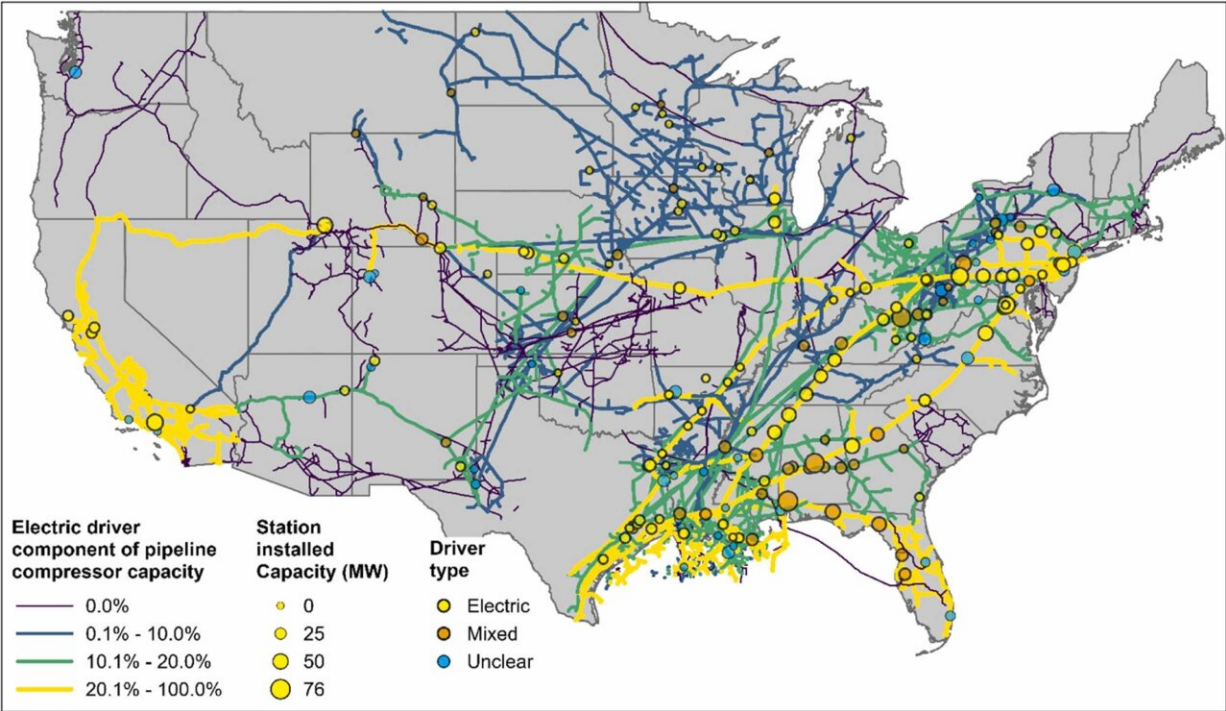 Electric driver
component of pipeline
compressor capacity
0.0%
0.1% - 10.0%
10.1% - 20.0%
20.1% - 100.0%
Station
installed
Capacity (MW)
0
25
50
76
Driver
type
Electric
Mixed
Unclear